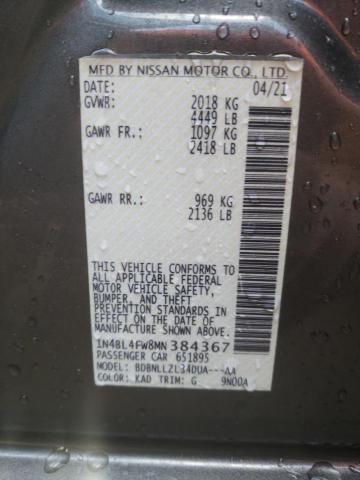 MFD BY NISSAN MOTOR CO., LTD.
DATE: 04/21
GVWR: 2018 KG
4449 LB
GAWR FR.: 1097 KG
2418 LB
GAWR RR.: 969 KG
2136 LB
THIS VEHICLE CONFORMS TO
ALL APPLICABLE FEDERAL
MOTOR VEHICLE SAFETY,
BUMPER, AND THEFT
PREVENTION STANDARDS
IN EFFECT ON THE DATE
OF MANUFACTURE
SHOWN ABOVE.
1N4BL4FW8MN384367
PASSENGER CAR 651895
MODEL: BDBNLLZL34DUA---AA
COLOR: KAD TRIM: G 9N00A